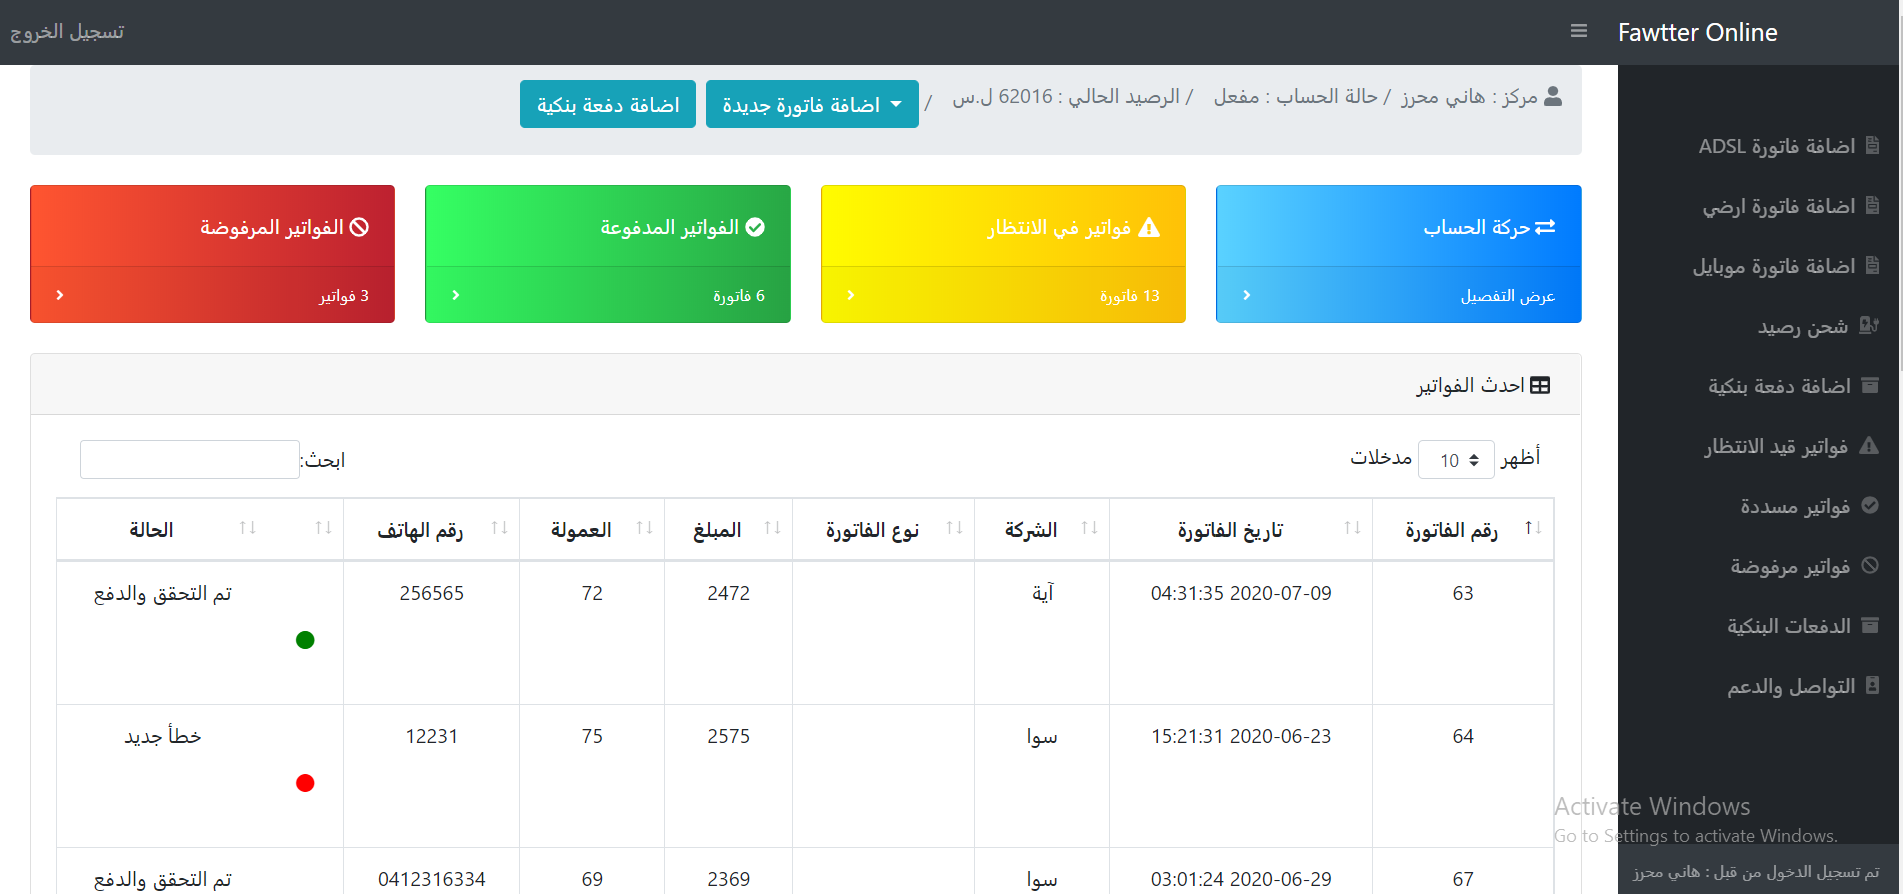 Fawtter Online
تسجيل الخروج
مركز : هاني محرز / حالة الحساب : مفعل / الرصيد الحالي : 62016 ل.س / اضافة فاتورة جديدة اضافة دفعة بنكية
اضافة فاتورة ADSL
اضافة فاتورة ارضي
اضافة فاتورة موبايل
شحن رصيد
اضافة دفعة بنكية
فواتير قيد الانتظار
فواتير مسددة
فواتير مرفوضة
الدفعات البنكية
التواصل والدعم
تم تسجيل الدخول من قبل : هاني محرز
حركة الحساب
عرض التفصيل
فواتير في الانتظار
13 فاتورة
الفواتير المدفوعة
6 فاتورة
الفواتير المرفوضة
3 فواتير
احدث الفواتير
أظهر 10 مدخلات
ابحث:
رقم الفاتورة تاريخ الفاتورة الشركة نوع الفاتورة المبلغ العمولة رقم الهاتف الحالة
63 2020-07-09 04:31:35 آية 2472 72 256565 تم التحقق والدفع
64 2020-06-23 15:21:31 سوا 2575 75 12231 خطأ جديد
67 2020-06-29 03:01:24 سوا 2369 69 0412316334 تم التحقق والدفع
Activate Windows
Go to Settings to activate Windows.